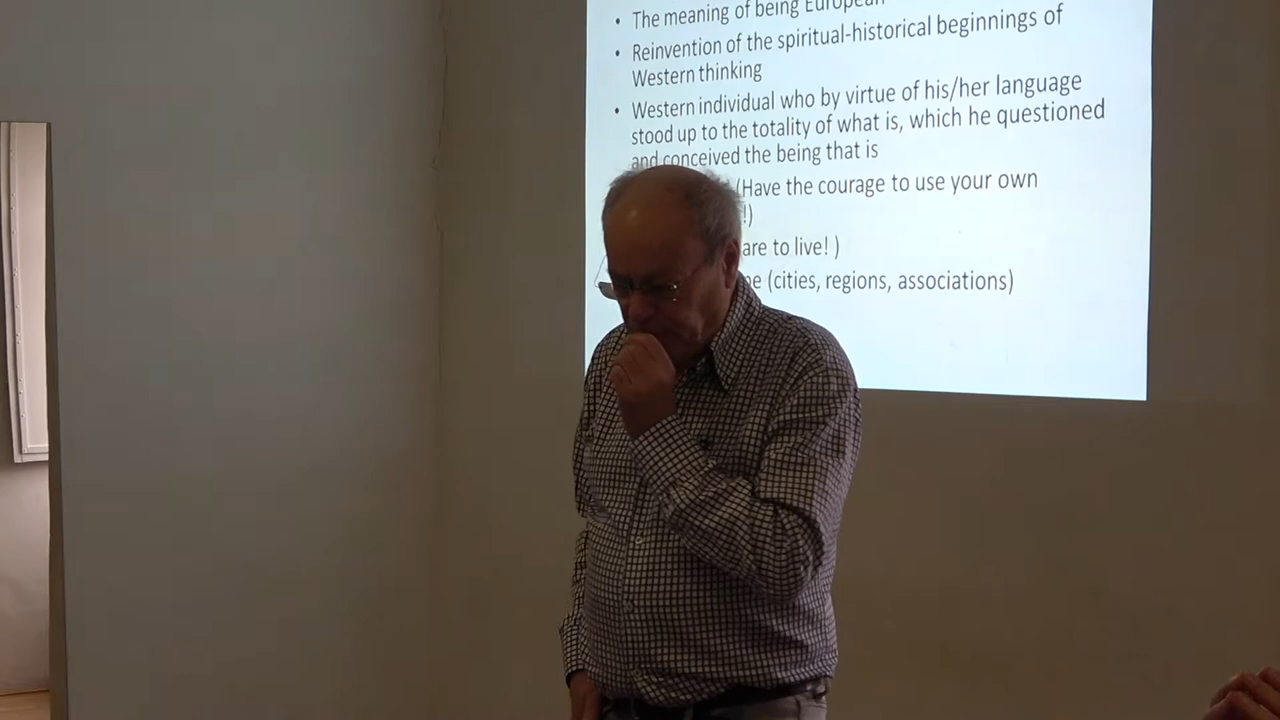 • The meaning of being European
• Reinvention of the spiritual-historical beginnings of
Western thinking
• Western individual who by virtue of his/her language
stood up to the totality of what is, which he questioned
and conceived the being that is
(Have the courage to use your own
!)
are to live! )
(cities, regions, associations)